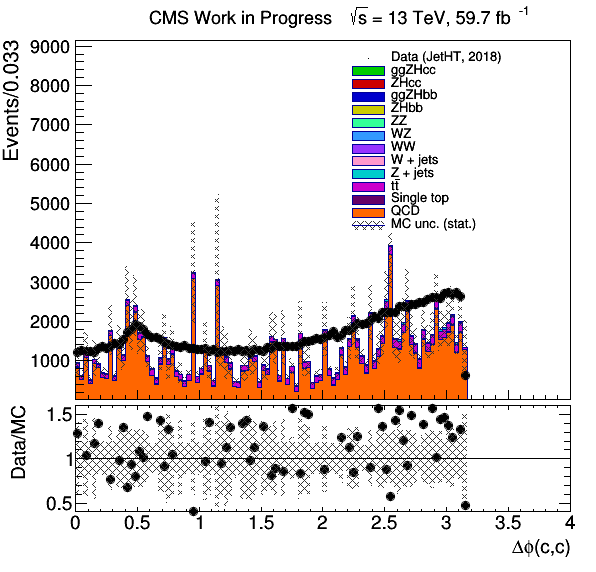 CMS Work in Progress √s = 13 TeV, 59.7 fb⁻¹
Events/0.033
9000
8000
7000
6000
5000
4000
3000
2000
1000
Data (JetHT, 2018)
ggZHcc
ZHcc
ggZHbb
ZHbb
ZZ
WZ
WW
W + jets
Z + jets
tt̄
Single top
QCD
MC unc. (stat.)
Data/MC
1.5
1
0.5
0 0.5 1 1.5 2 2.5 3 3.5 4
Δϕ(c,c)